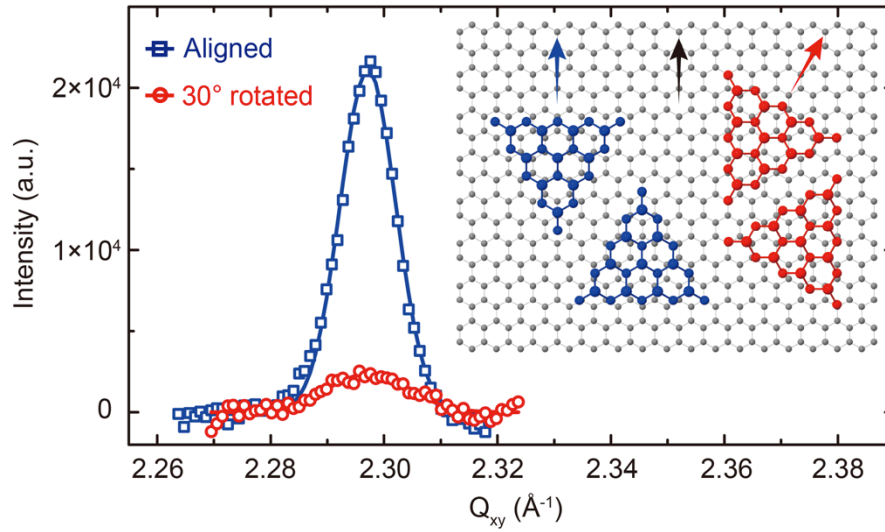 Aligned
30° rotated
2×10⁴
1×10⁴
0
Intensity (a.u.)
2.26 2.28 2.30 2.32 2.34 2.36 2.38
Qxy (Å⁻¹)